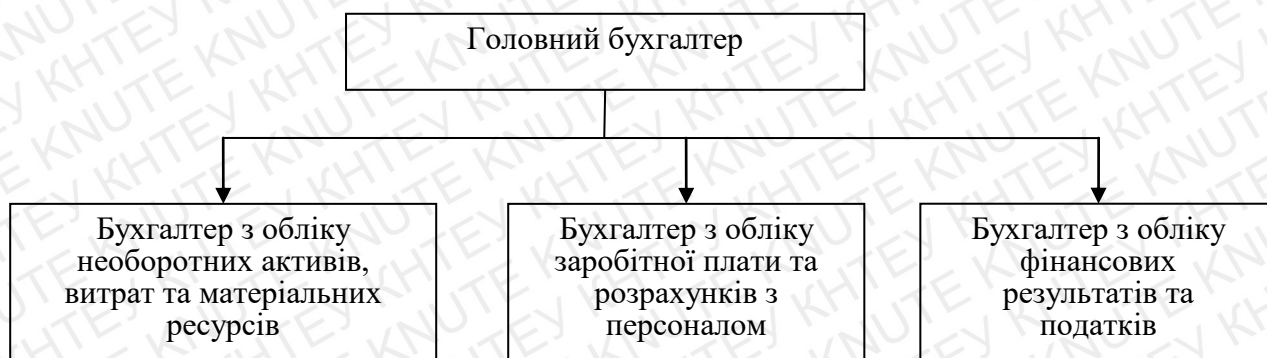 Головний бухгалтер
Бухгалтер з обліку
необоротних активів,
витрат та матеріальних
ресурсів
Бухгалтер з обліку
заробітної плати та
розрахунків з
персоналом
Бухгалтер з обліку
фінансових
результатів та
податків